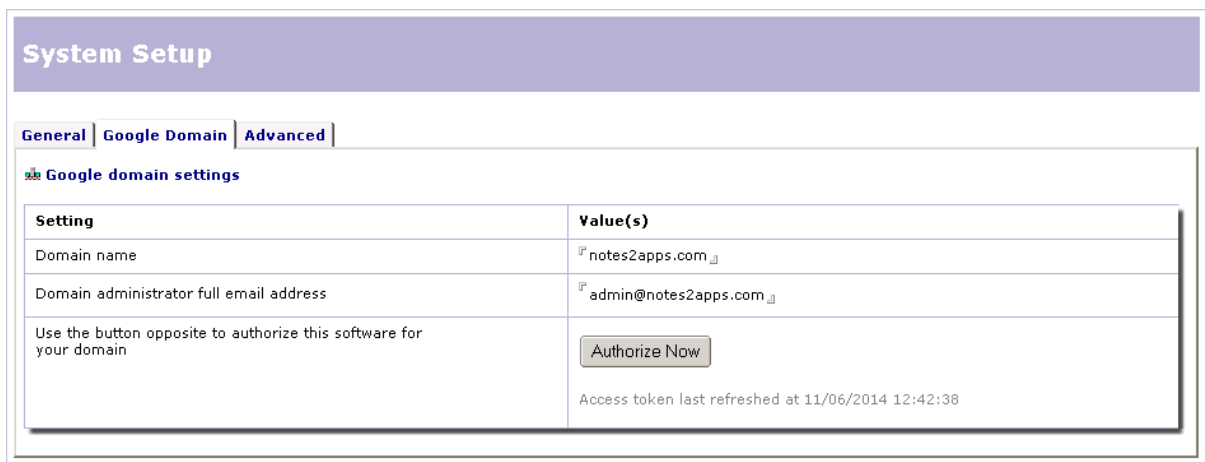 System Setup
General Google Domain Advanced
Google domain settings
Setting Value(s)
Domain name notes2apps.com
Domain administrator full email address admin@notes2apps.com
Use the button opposite to authorize this software for
your domain
Authorize Now
Access token last refreshed at 11/06/2014 12:42:38